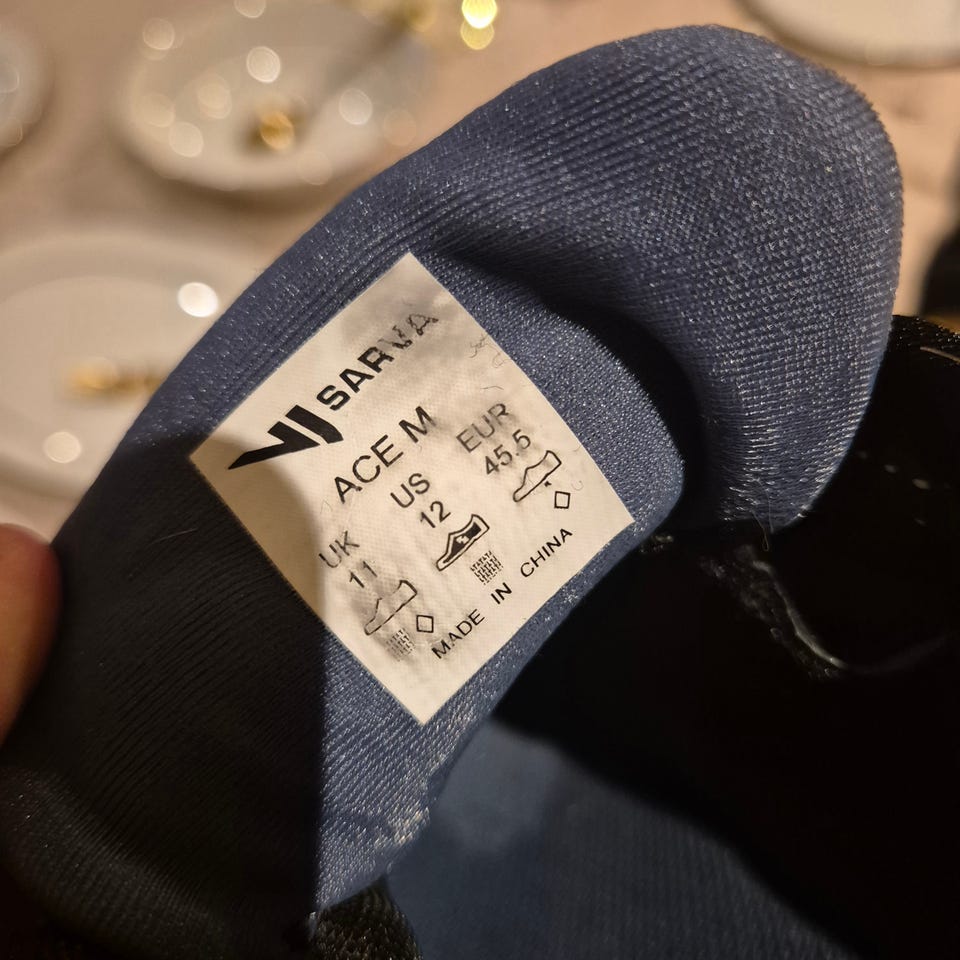 SARVA
ACE M
UK US EUR
11 12 45.5
MADE IN CHINA